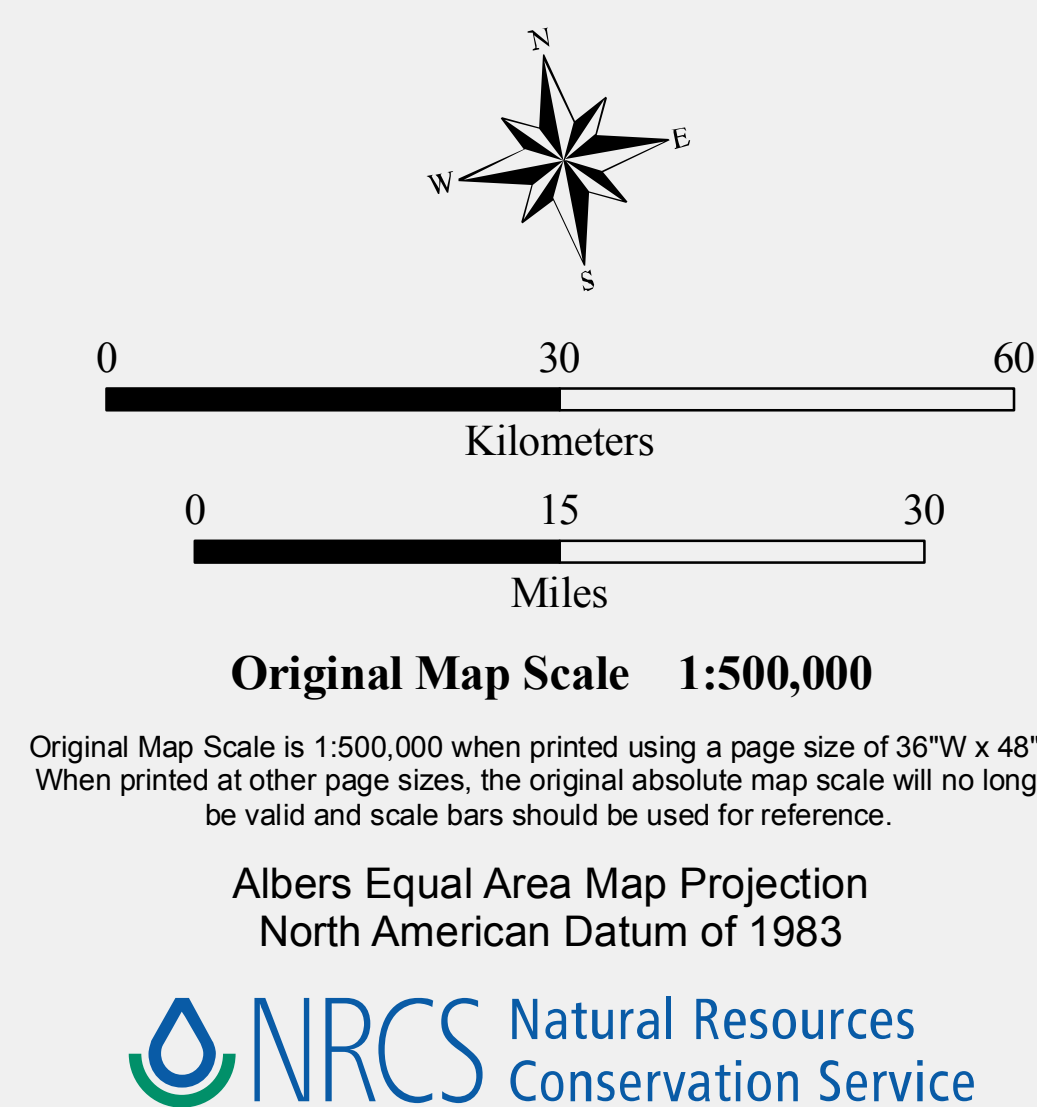 N
E
W
S
0 30 60
Kilometers
0 15 30
Miles
Original Map Scale 1:500,000
Original Map Scale is 1:500,000 when printed using a page size of 36"W x 48"
When printed at other page sizes, the original absolute map scale will no long
be valid and scale bars should be used for reference.
Albers Equal Area Map Projection
North American Datum of 1983
NRCS Natural Resources
Conservation Service